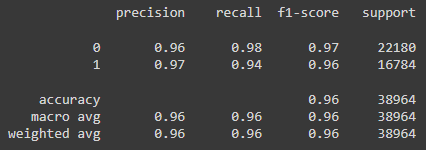 precision recall f1-score support
0 0.96 0.98 0.97 22180
1 0.97 0.94 0.96 16784
accuracy 0.96 38964
macro avg 0.96 0.96 0.96 38964
weighted avg 0.96 0.96 0.96 38964